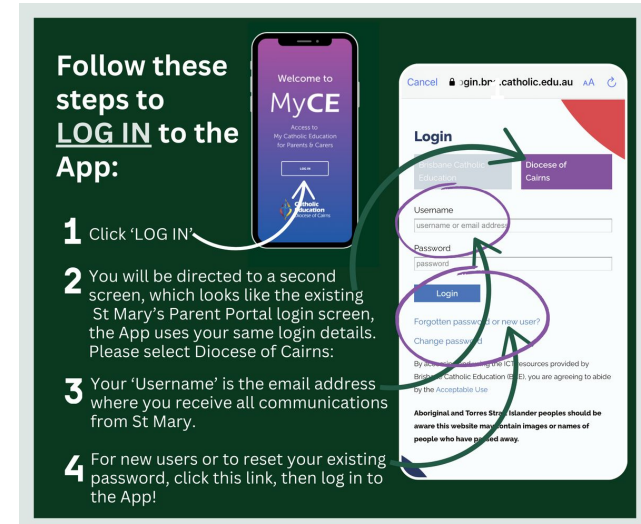 Follow these
steps to
LOG IN to the
App:
1 Click 'LOG IN'
2 You will be directed to a second
screen, which looks like the existing
St Mary's Parent Portal login screen,
the App uses your same login details.
Please select Diocese of Cairns:
3 Your 'Username' is the email address
where you receive all communications
from St Mary.
4 For new users or to reset your existing
password, click this link, then log in to
the App!
Welcome to
MyCE
Access to
My Catholic Education
for Parents & Carers
LOG IN
Catholic
Education
Diocese of Cairns
Cancel .catholic.edu.au AA
Login
Brisbane Catholic
Education
Diocese of
Cairns
Username
username or email address
Password
password
Login
Forgotten password or new user?
Change password
By accessing and using the ICT resources provided by
Brisbane Catholic Education (BCE), you are agreeing to abide
by the Acceptable Use
Aboriginal and Torres Strait Islander peoples should be
aware this website may contain images or names of
people who have passed away.